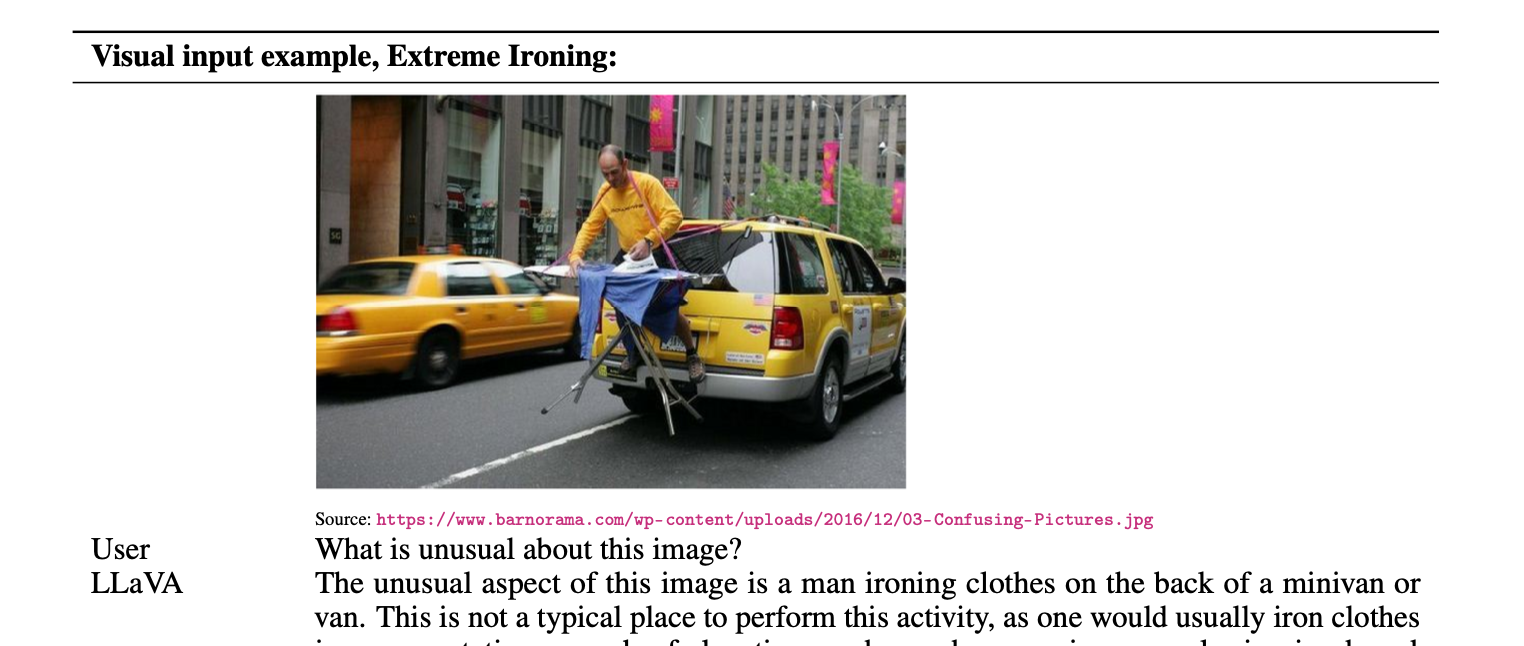 Visual input example, Extreme Ironing:
SG
Source: https://www.barnorama.com/wp-content/uploads/2016/12/03-Confusing-Pictures.jpg
User What is unusual about this image?
LLaVA The unusual aspect of this image is a man ironing clothes on the back of a minivan or
van. This is not a typical place to perform this activity, as one would usually iron clothes